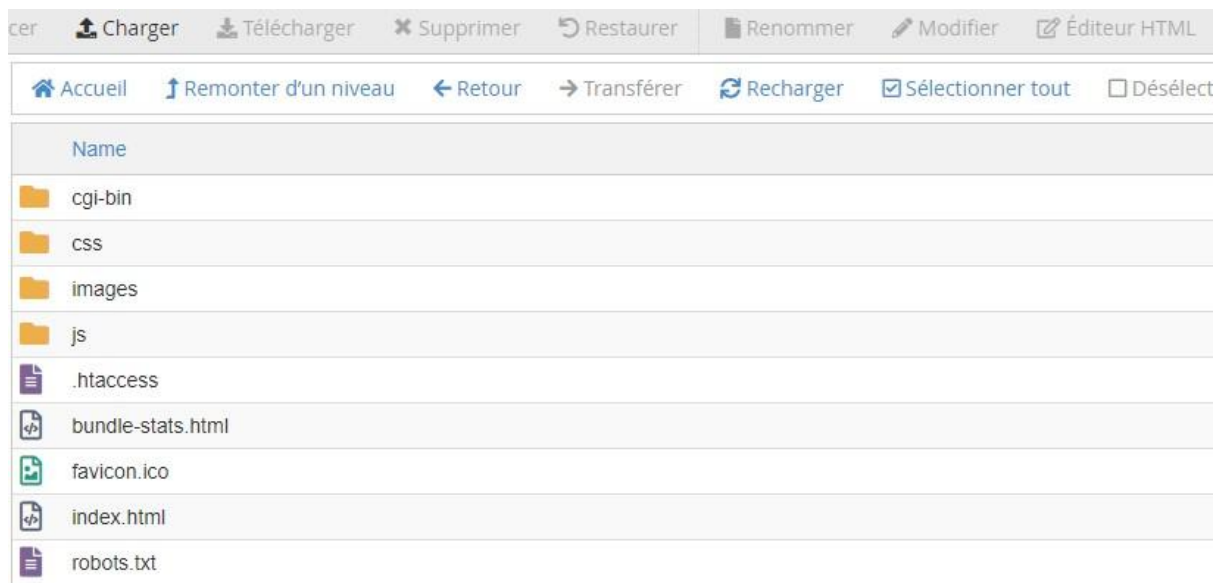 cer Charger Télécharger Supprimer Restaurer Renommer Modifier Éditeur HTML
Accueil Remonter d'un niveau Retour Transférer Recharger Sélectionner tout Désélect
Name
cgi-bin
css
images
js
.htaccess
bundle-stats.html
favicon.ico
index.html
robots.txt